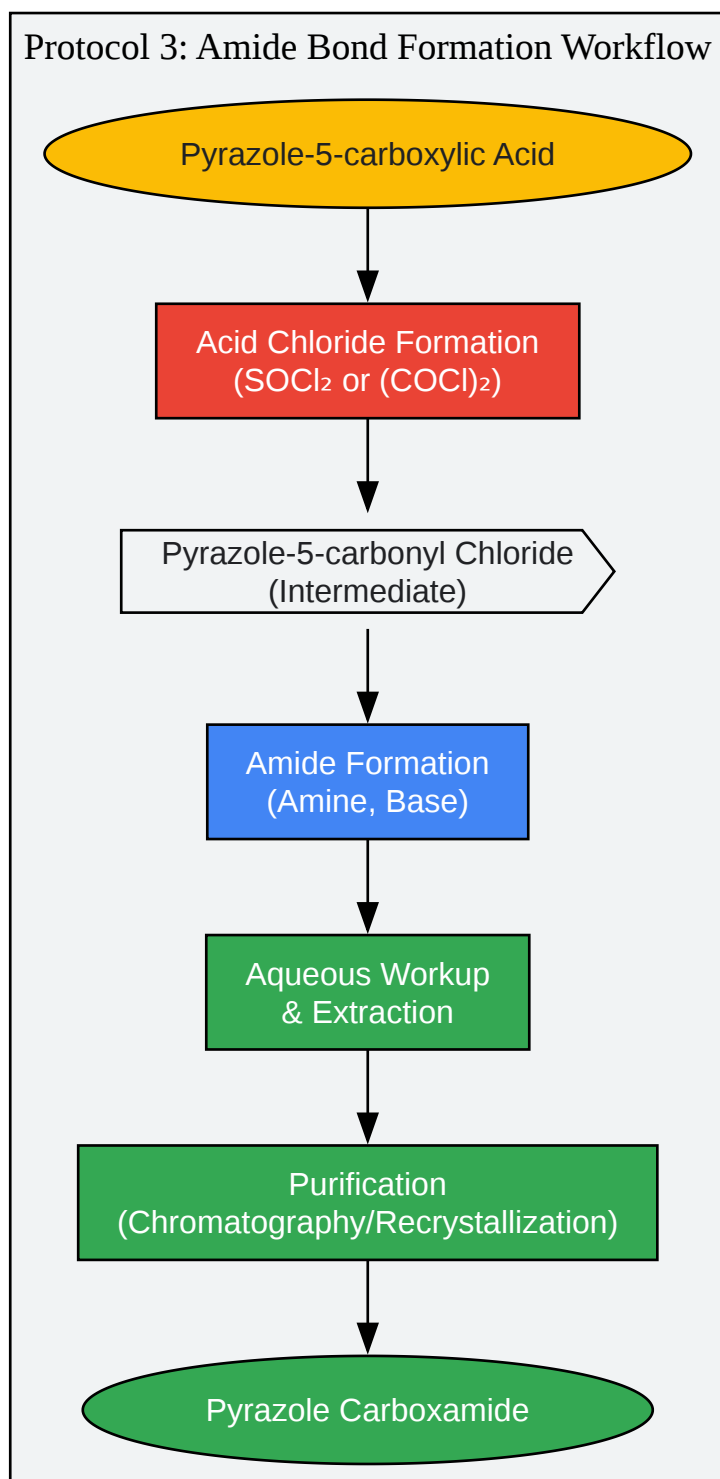 Protocol 3: Amide Bond Formation Workflow
Pyrazole-5-carboxylic Acid
Acid Chloride Formation
(SOCl₂ or (COCl)₂)
Pyrazole-5-carbonyl Chloride
(Intermediate)
Amide Formation
(Amine, Base)
Aqueous Workup
& Extraction
Purification
(Chromatography/Recrystallization)
Pyrazole Carboxamide